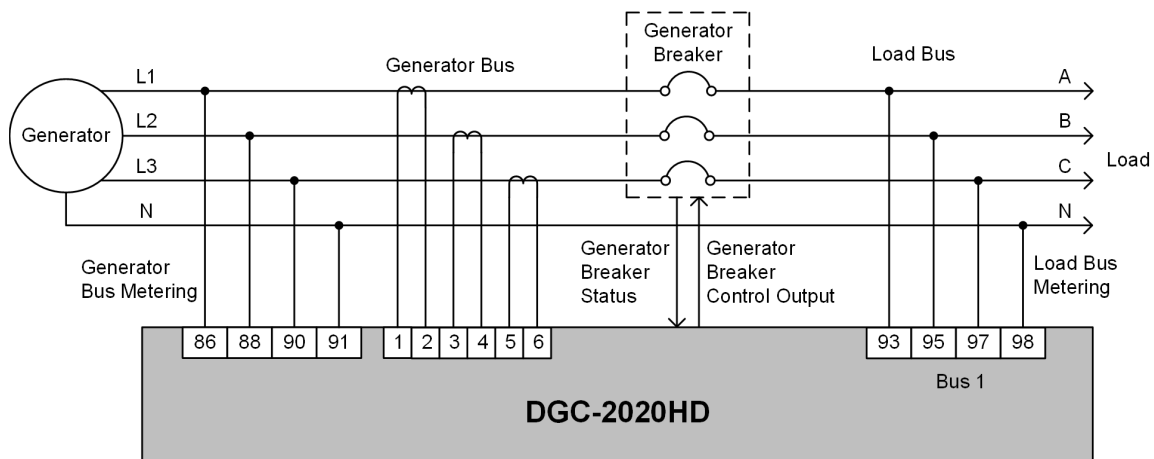 Generator
Breaker
Generator Bus
Load Bus
L1
A
Generator
L2
B
L3
C
Load
N
N
Generator
Bus Metering
Generator
Breaker
Status
Generator
Breaker
Control Output
Load Bus
Metering
86 88 90 91 1 2 3 4 5 6 93 95 97 98
Bus 1
DGC-2020HD